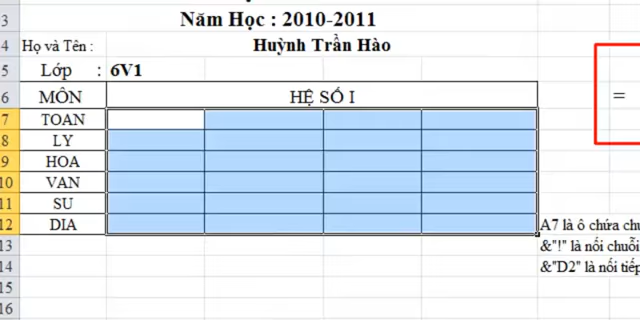 3
Năm Học : 2010-2011
4
Họ và Tên :
Huỳnh Trần Hào
5
Lớp : 6V1
6
MÔN
HỆ SỐ I
=
7
TOAN
8
LY
9
HOA
10
VAN
11
SU
12
DIA
A7 là ô chứa
13
&"!" là nối chuỗi
14
&"D2" là nối tiếp
15
16